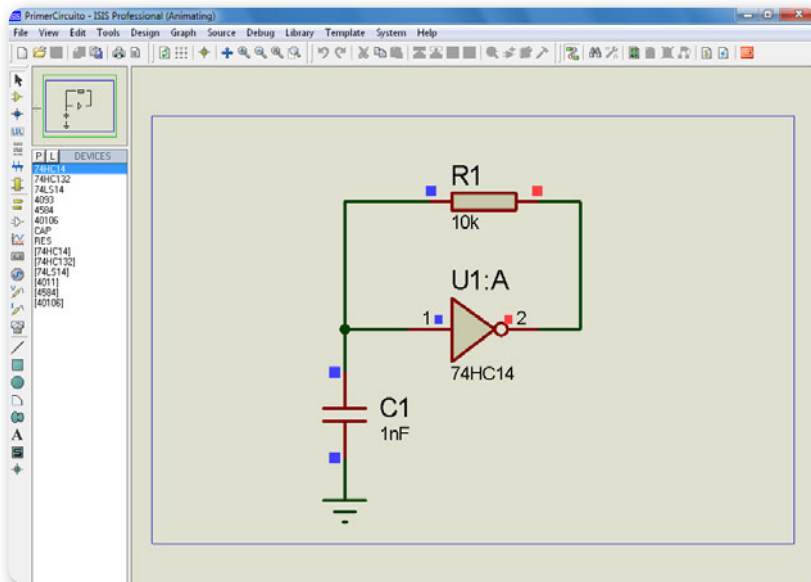 PrimerCircuito - ISIS Professional (Animating)
File View Edit Tools Design Graph Source Debug Library Template System Help
P L DEVICES
74HC14
74HC132
74LS14
4093
4584
40106
CAP
RES
[74HC14]
[74HC132]
[74LS14]
[4011]
[4584]
[40106]
A
R1
10k
U1:A
1 2
74HC14
C1
1nF